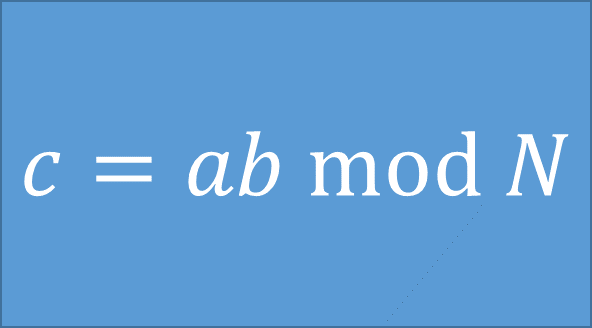 c = ab mod N